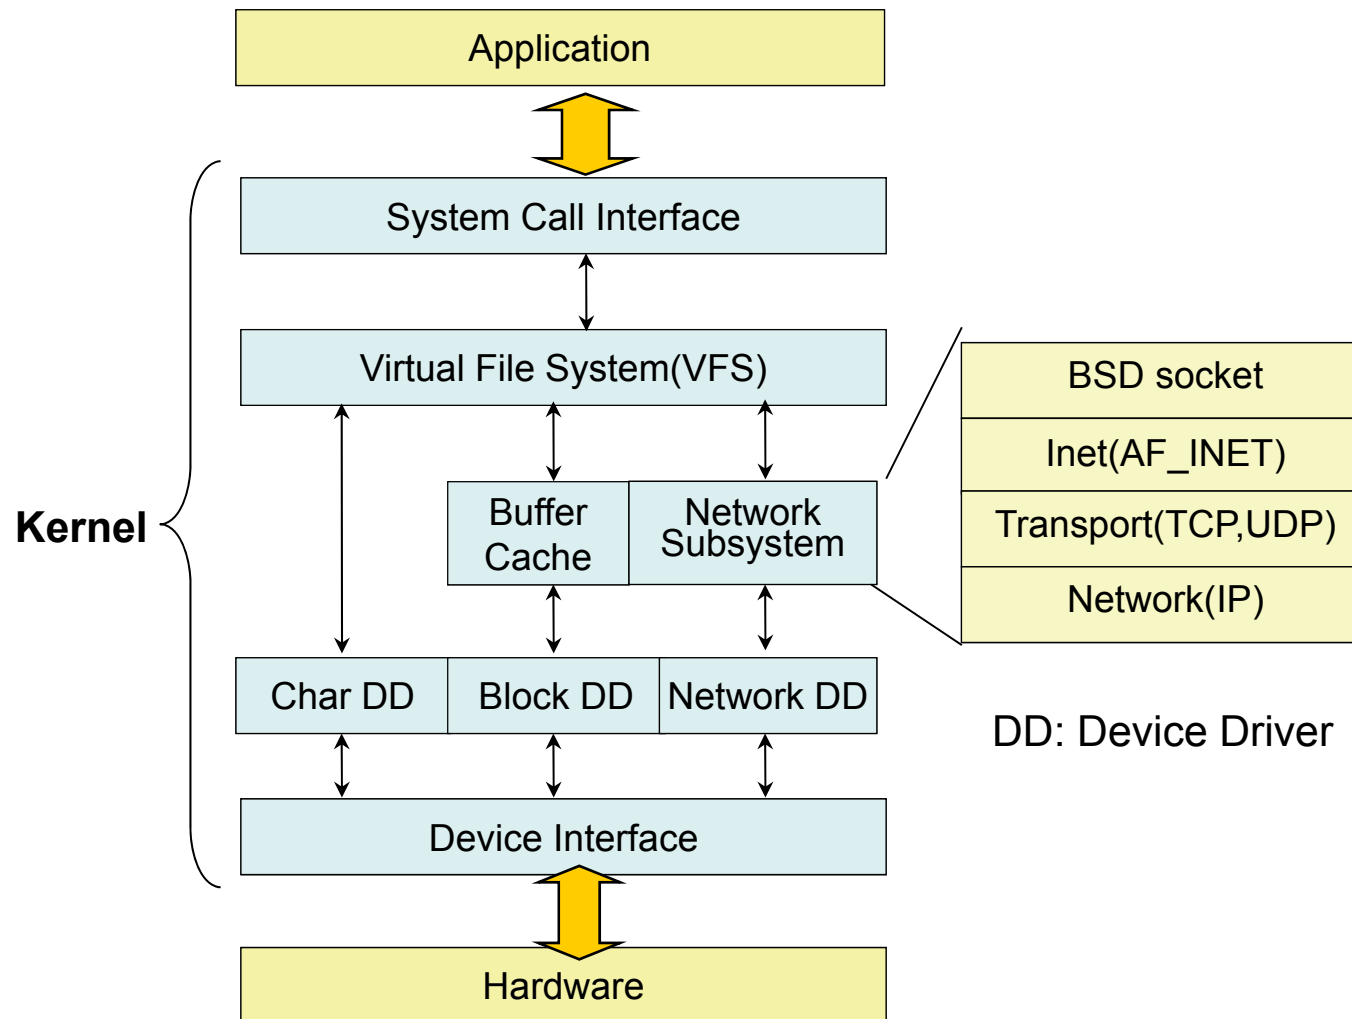 Application
System Call Interface
Virtual File System(VFS)
Kernel
Buffer
Cache
Network
Subsystem
BSD socket
Inet(AF_INET)
Transport(TCP,UDP)
Network(IP)
Char DD
Block DD
Network DD
DD: Device Driver
Device Interface
Hardware